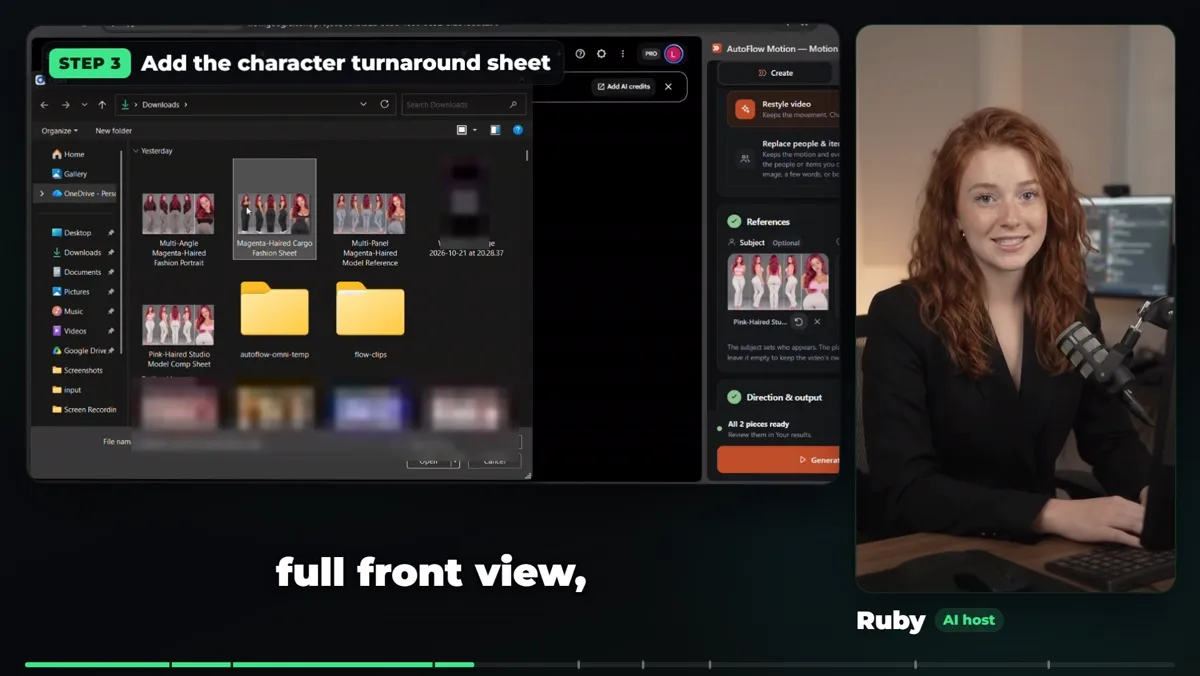 STEP 3 Add the character turnaround sheet
PRO L
Add AI credits
Downloads
Search Downloads
Organize
New folder
Home
Gallery
OneDrive - Pers
Desktop
Downloads
Documents
Pictures
Music
Videos
Google Drive
Screenshots
input
Screen Recordin
Yesterday
Multi-Angle
Magenta-Haired
Fashion Portrait
Magenta-Haired Cargo
Fashion Sheet
Multi-Panel
Magenta-Haired
Model Reference
2026-10-21 at 20.28.37
Pink-Haired Studio
Model Comp Sheet
autoflow-omni-temp
flow-clips
File nam
Open
Cancel
AutoFlow Motion — Motion
Create
Restyle video
Keeps the movement. Ch
Replace people & ite
Keeps the motion and eve
the people or items you c
image, a few words, or bo
References
Subject Optional
Pink-Haired Stu...
The subject sets who appears. The pl
leave it empty to keep the video's ow
Direction & output
All 2 pieces ready
Review them in Your results.
Generat
full front view,
Ruby AI host